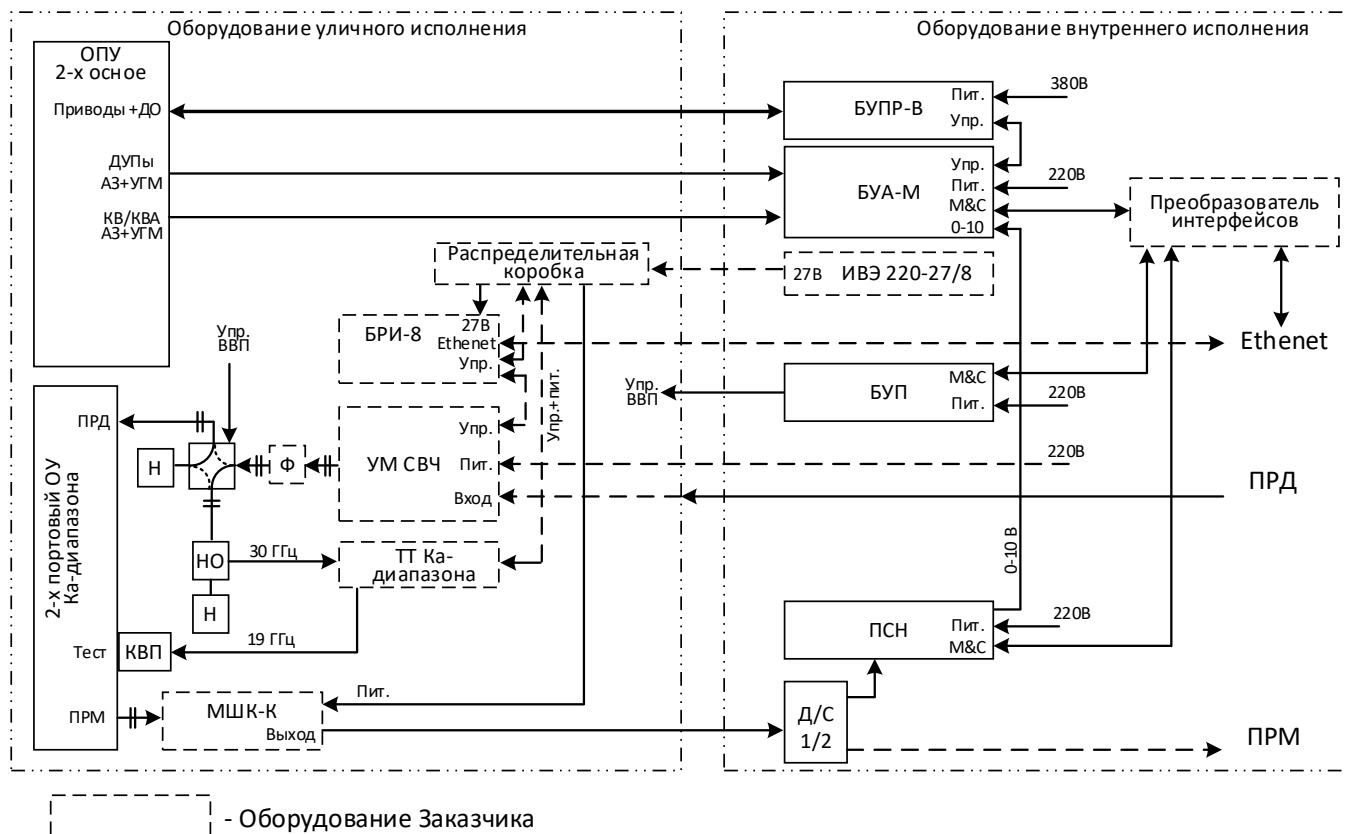 Оборудование уличного исполнения
Оборудование внутреннего исполнения
ОПУ
2-х осное
Приводы +ДО
ДУПы
АЗ+УГМ
КВ/КВА
АЗ+УГМ
БУПР-В
Пит.
Упр.
380В
БУА-М
Упр.
Пит.
M&C
0-10
220В
Преобразователь
интерфейсов
Распределительная
коробка
27В
ИВЭ 220-27/8
БРИ-8
27В
Ethenet
Упр.
Ethenet
Упр.
ВВП
Упр.+пит.
Упр.
ВВП
БУП
M&C
Пит.
220В
2-х портовый ОУ
Ка-диапазона
ПРД
Н
Ф
УМ СВЧ
Упр.
Пит.
Вход
220В
ПРД
НО
30 ГГц
ТТ Ка-
диапазона
Н
0-10 В
19 ГГц
Тест
КВП
ПСН
Пит.
M&C
220В
ПРМ
МШК-К
Пит.
Выход
Д/С
1/2
ПРМ
- Оборудование Заказчика